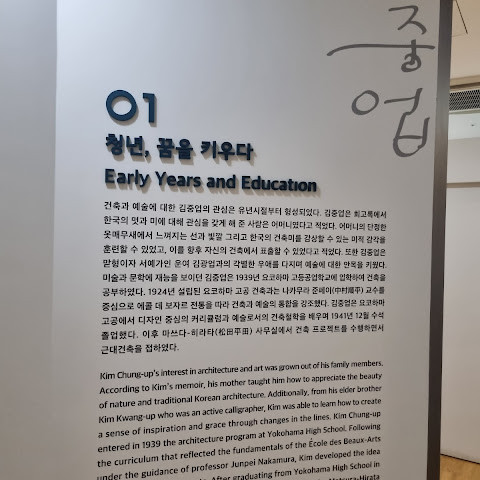 중
업
01
청년, 꿈을 키우다
Early Years and Education
건축과 예술에 대한 김중업의 관심은 유년시절부터 형성되었다. 김중업은 회고록에서
한국의 멋과 미에 대해 관심을 갖게 해 준 사람은 어머니였다고 적었다. 어머니의 단정한
옷매무새에서 느껴지는 선과 빛깔 그리고 한국의 건축미를 감상할 수 있는 미적 감각을
훈련할 수 있었고, 이를 향후 자신의 건축에서 표출할 수 있었다고 적었다. 또한 김중업은
맏형이자 서예가인 운여 김광업과의 각별한 우애를 다지며 예술에 대한 안목을 키웠다.
미술과 문학에 재능을 보이던 김중업은 1939년 요코하마 고등공업학교에 입학하여 건축을
공부하였다. 1924년 설립된 요코하마 고공 건축과는 나카무라 준페이(中村順平) 교수를
중심으로 에콜 데 보자르 전통을 따라 건축과 예술의 통합을 강조했다. 김중업은 요코하마
고공에서 디자인 중심의 커리큘럼과 예술로서의 건축철학을 배우며 1941년 12월 수석
졸업했다. 이후 마쓰다-히라타(松田平田) 사무실에서 건축 프로젝트를 수행하면서
근대건축을 접하였다.
Kim Chung-up's interest in architecture and art was grown out of his family members.
According to Kim's memoir, his mother taught him how to appreciate the beauty
of nature and traditional Korean architecture. Additionally, from his elder brother
Kim Kwang-up who was an active calligrapher, Kim was able to learn how to create
a sense of inspiration and grace through changes in the lines. Kim Chung-up
entered in 1939 the architecture program at Yokohama High School. Following
the curriculum that reflected the fundamentals of the École des Beaux-Arts
under the guidance of professor Junpei Nakamura, Kim developed the idea
After graduating from Yokohama High School in
Matsura-Hirata